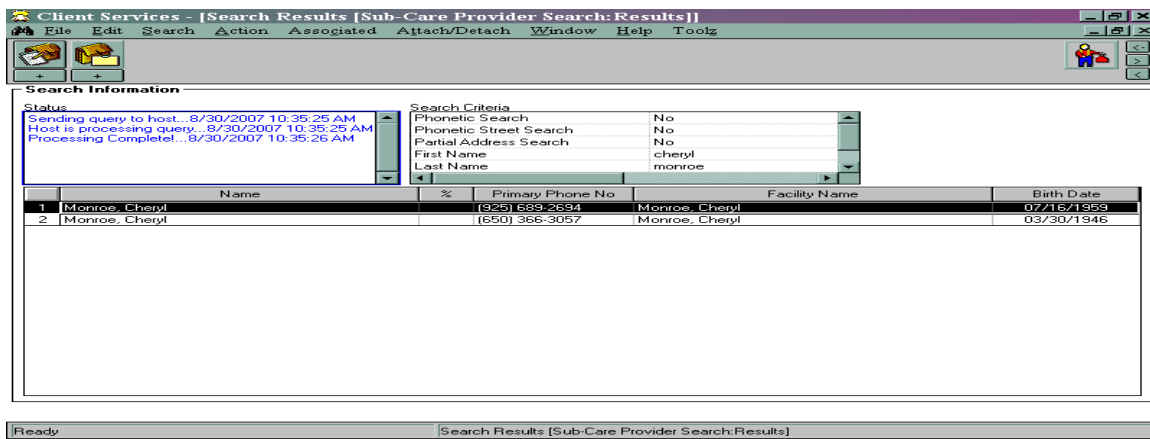 Client Services - [Search Results [Sub-Care Provider Search:Results]]
File Edit Search Action Associated Attach/Detach Window Help Toolz
+ +
<-
>
<
Search Information
Status
Sending query to host...8/30/2007 10:35:25 AM
Host is processing query...8/30/2007 10:35:25 AM
Processing Complete!...8/30/2007 10:35:26 AM
Search Criteria
Phonetic Search No
Phonetic Street Search No
Partial Address Search No
First Name cheryl
Last Name monroe
Name % Primary Phone No Facility Name Birth Date
1 Monroe, Cheryl (925) 689-2694 Monroe, Cheryl 07/16/1959
2 Monroe, Cheryl (650) 366-3057 Monroe, Cheryl 03/30/1946
Ready Search Results [Sub-Care Provider Search:Results]